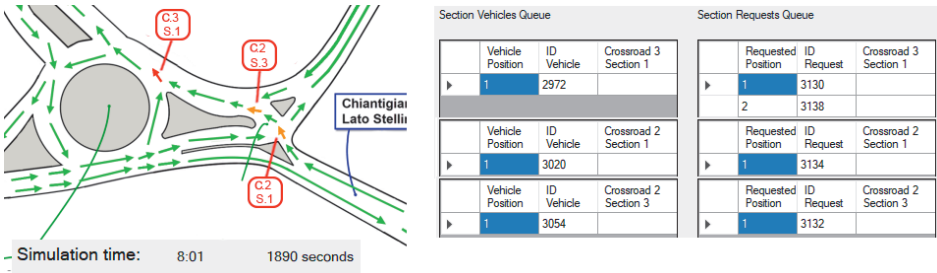 C.3
S.1
C.2
S.3
Chiantigia
Lato Stelli
C.2
S.1
Simulation time: 8:01 1890 seconds
Section Vehicles Queue
Vehicle Position ID Vehicle Crossroad 3 Section 1
1 2972
Vehicle Position ID Vehicle Crossroad 2 Section 1
1 3020
Vehicle Position ID Vehicle Crossroad 2 Section 3
1 3054
Section Requests Queue
Requested Position ID Request Crossroad 3 Section 1
1 3130
2 3138
Requested Position ID Request Crossroad 2 Section 1
1 3134
Requested Position ID Request Crossroad 2 Section 3
1 3132